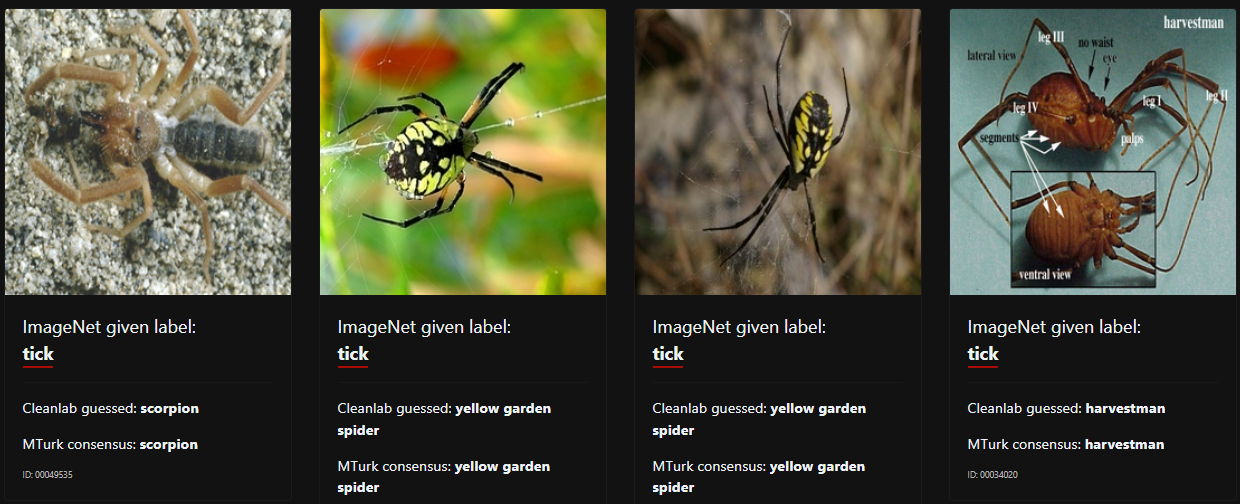 harvestman
leg III
no waist
lateral view
eye
leg II
leg I
leg IV
segments
palps
ventral view
ImageNet given label:
tick
Cleanlab guessed: scorpion
MTurk consensus: scorpion
ID: 00049535
ImageNet given label:
tick
Cleanlab guessed: yellow garden
spider
MTurk consensus: yellow garden
spider
ImageNet given label:
tick
Cleanlab guessed: yellow garden
spider
MTurk consensus: yellow garden
spider
ImageNet given label:
tick
Cleanlab guessed: harvestman
MTurk consensus: harvestman
ID: 00034020